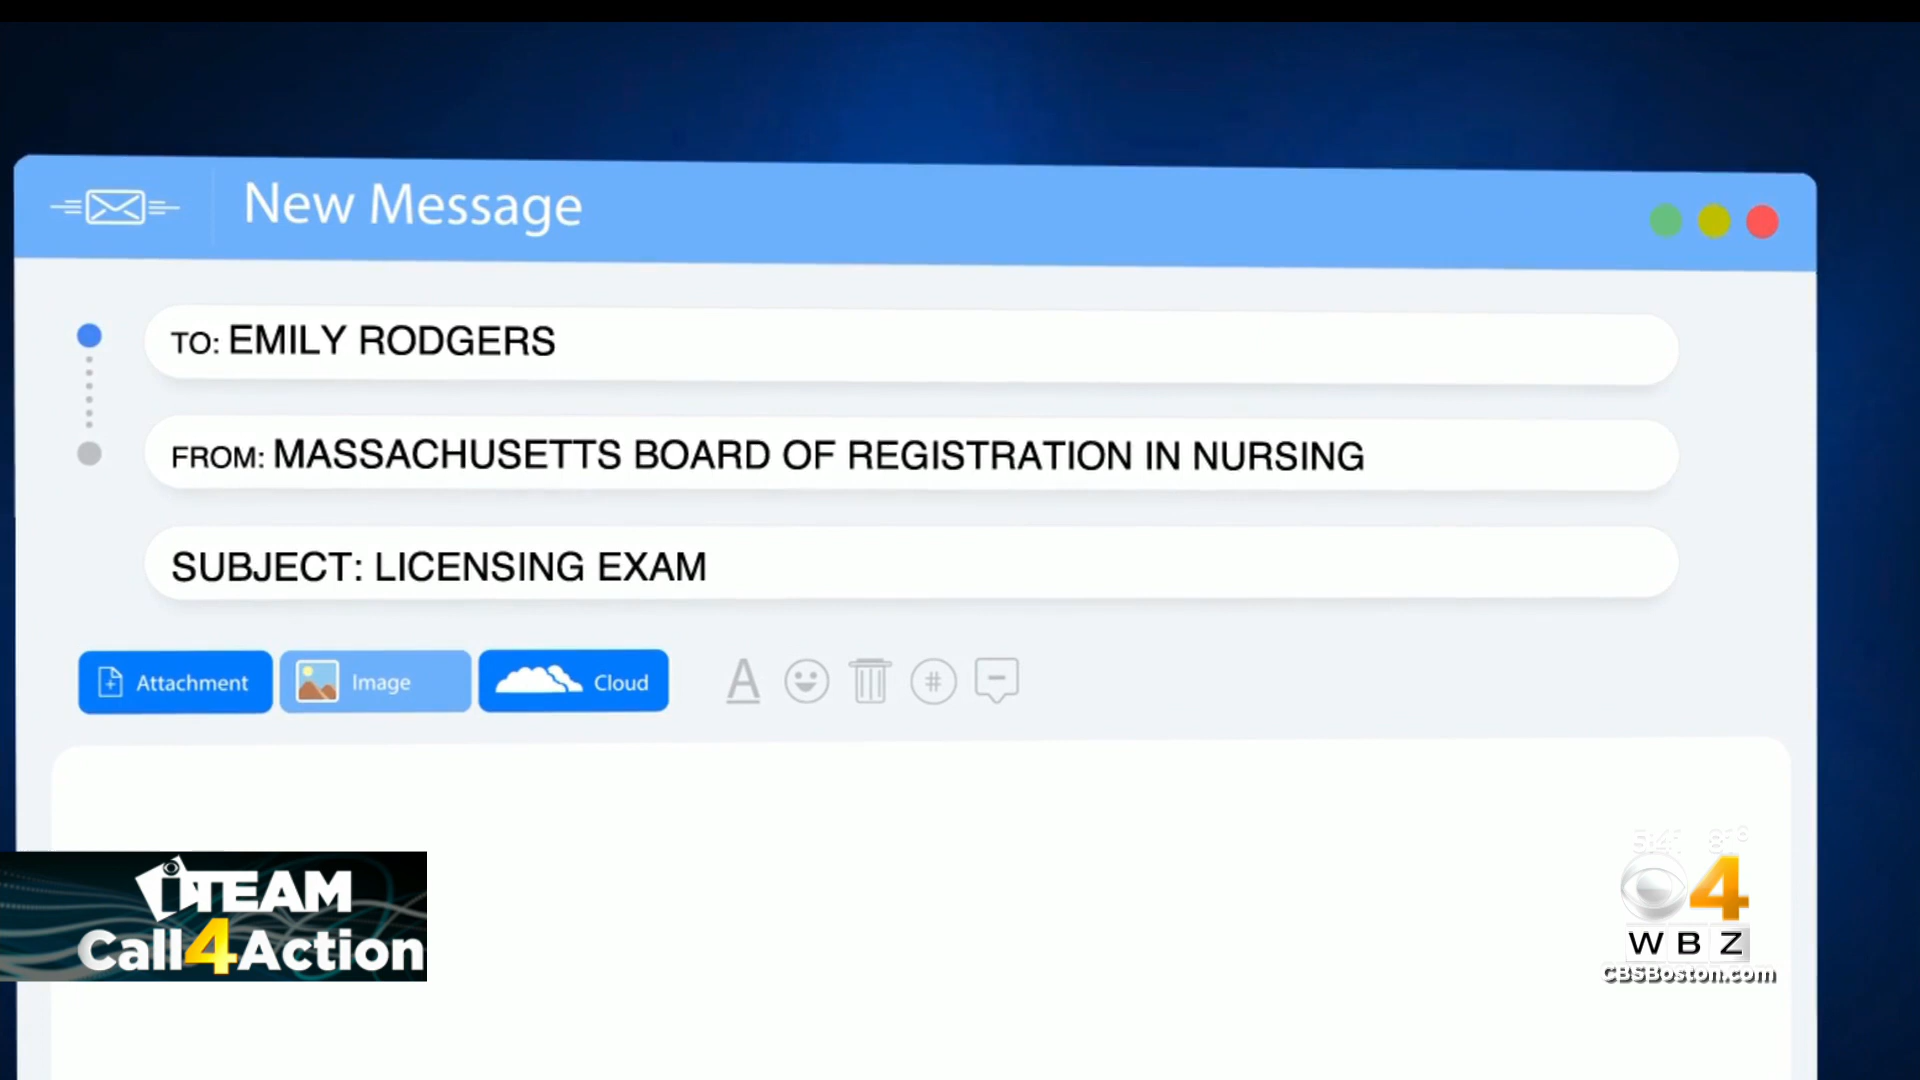 New Message
TO: EMILY RODGERS
FROM: MASSACHUSETTS BOARD OF REGISTRATION IN NURSING
SUBJECT: LICENSING EXAM
Attachment Image Cloud
A #
iTEAM
Call4Action
4
WBZ
CBSBoston.com